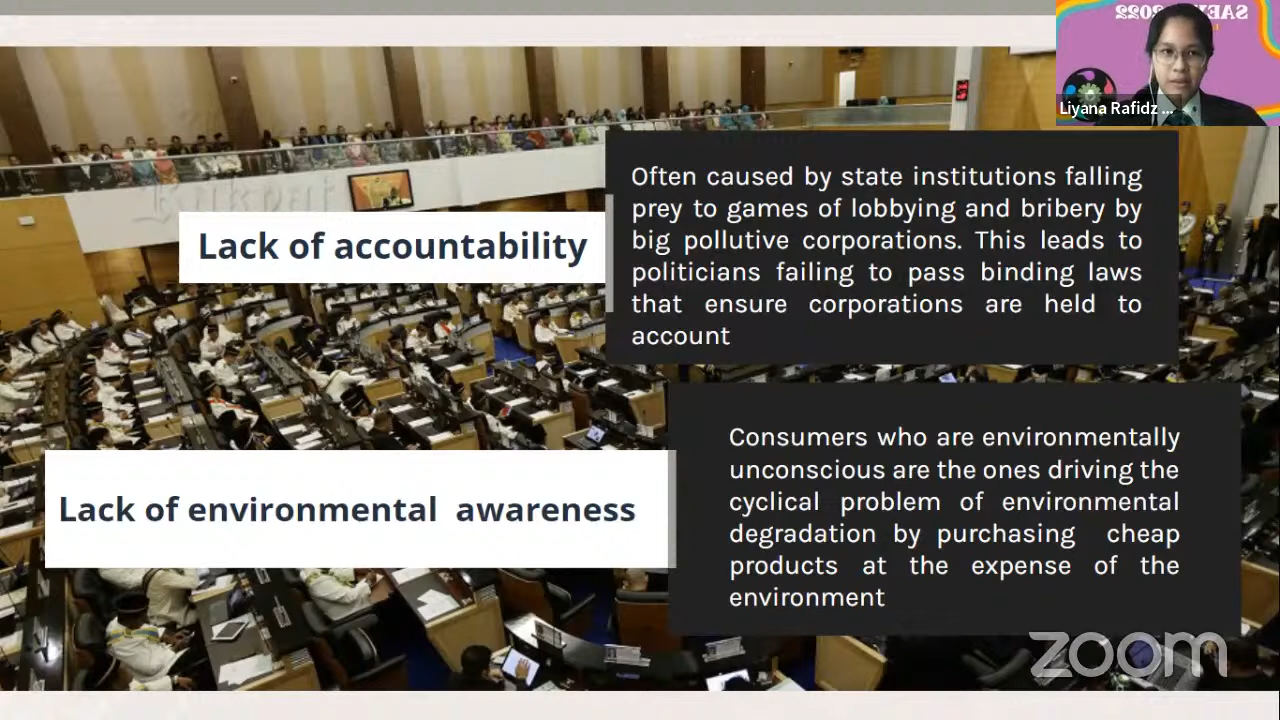 SAEV 2022
Liyana Rafidz ...
Often caused by state institutions falling
prey to games of lobbying and bribery by
big pollutive corporations. This leads to
politicians failing to pass binding laws
that ensure corporations are held to
account
Lack of accountability
Consumers who are environmentally
unconscious are the ones driving the
cyclical problem of environmental
degradation by purchasing cheap
products at the expense of the
environment
Lack of environmental awareness
zoom